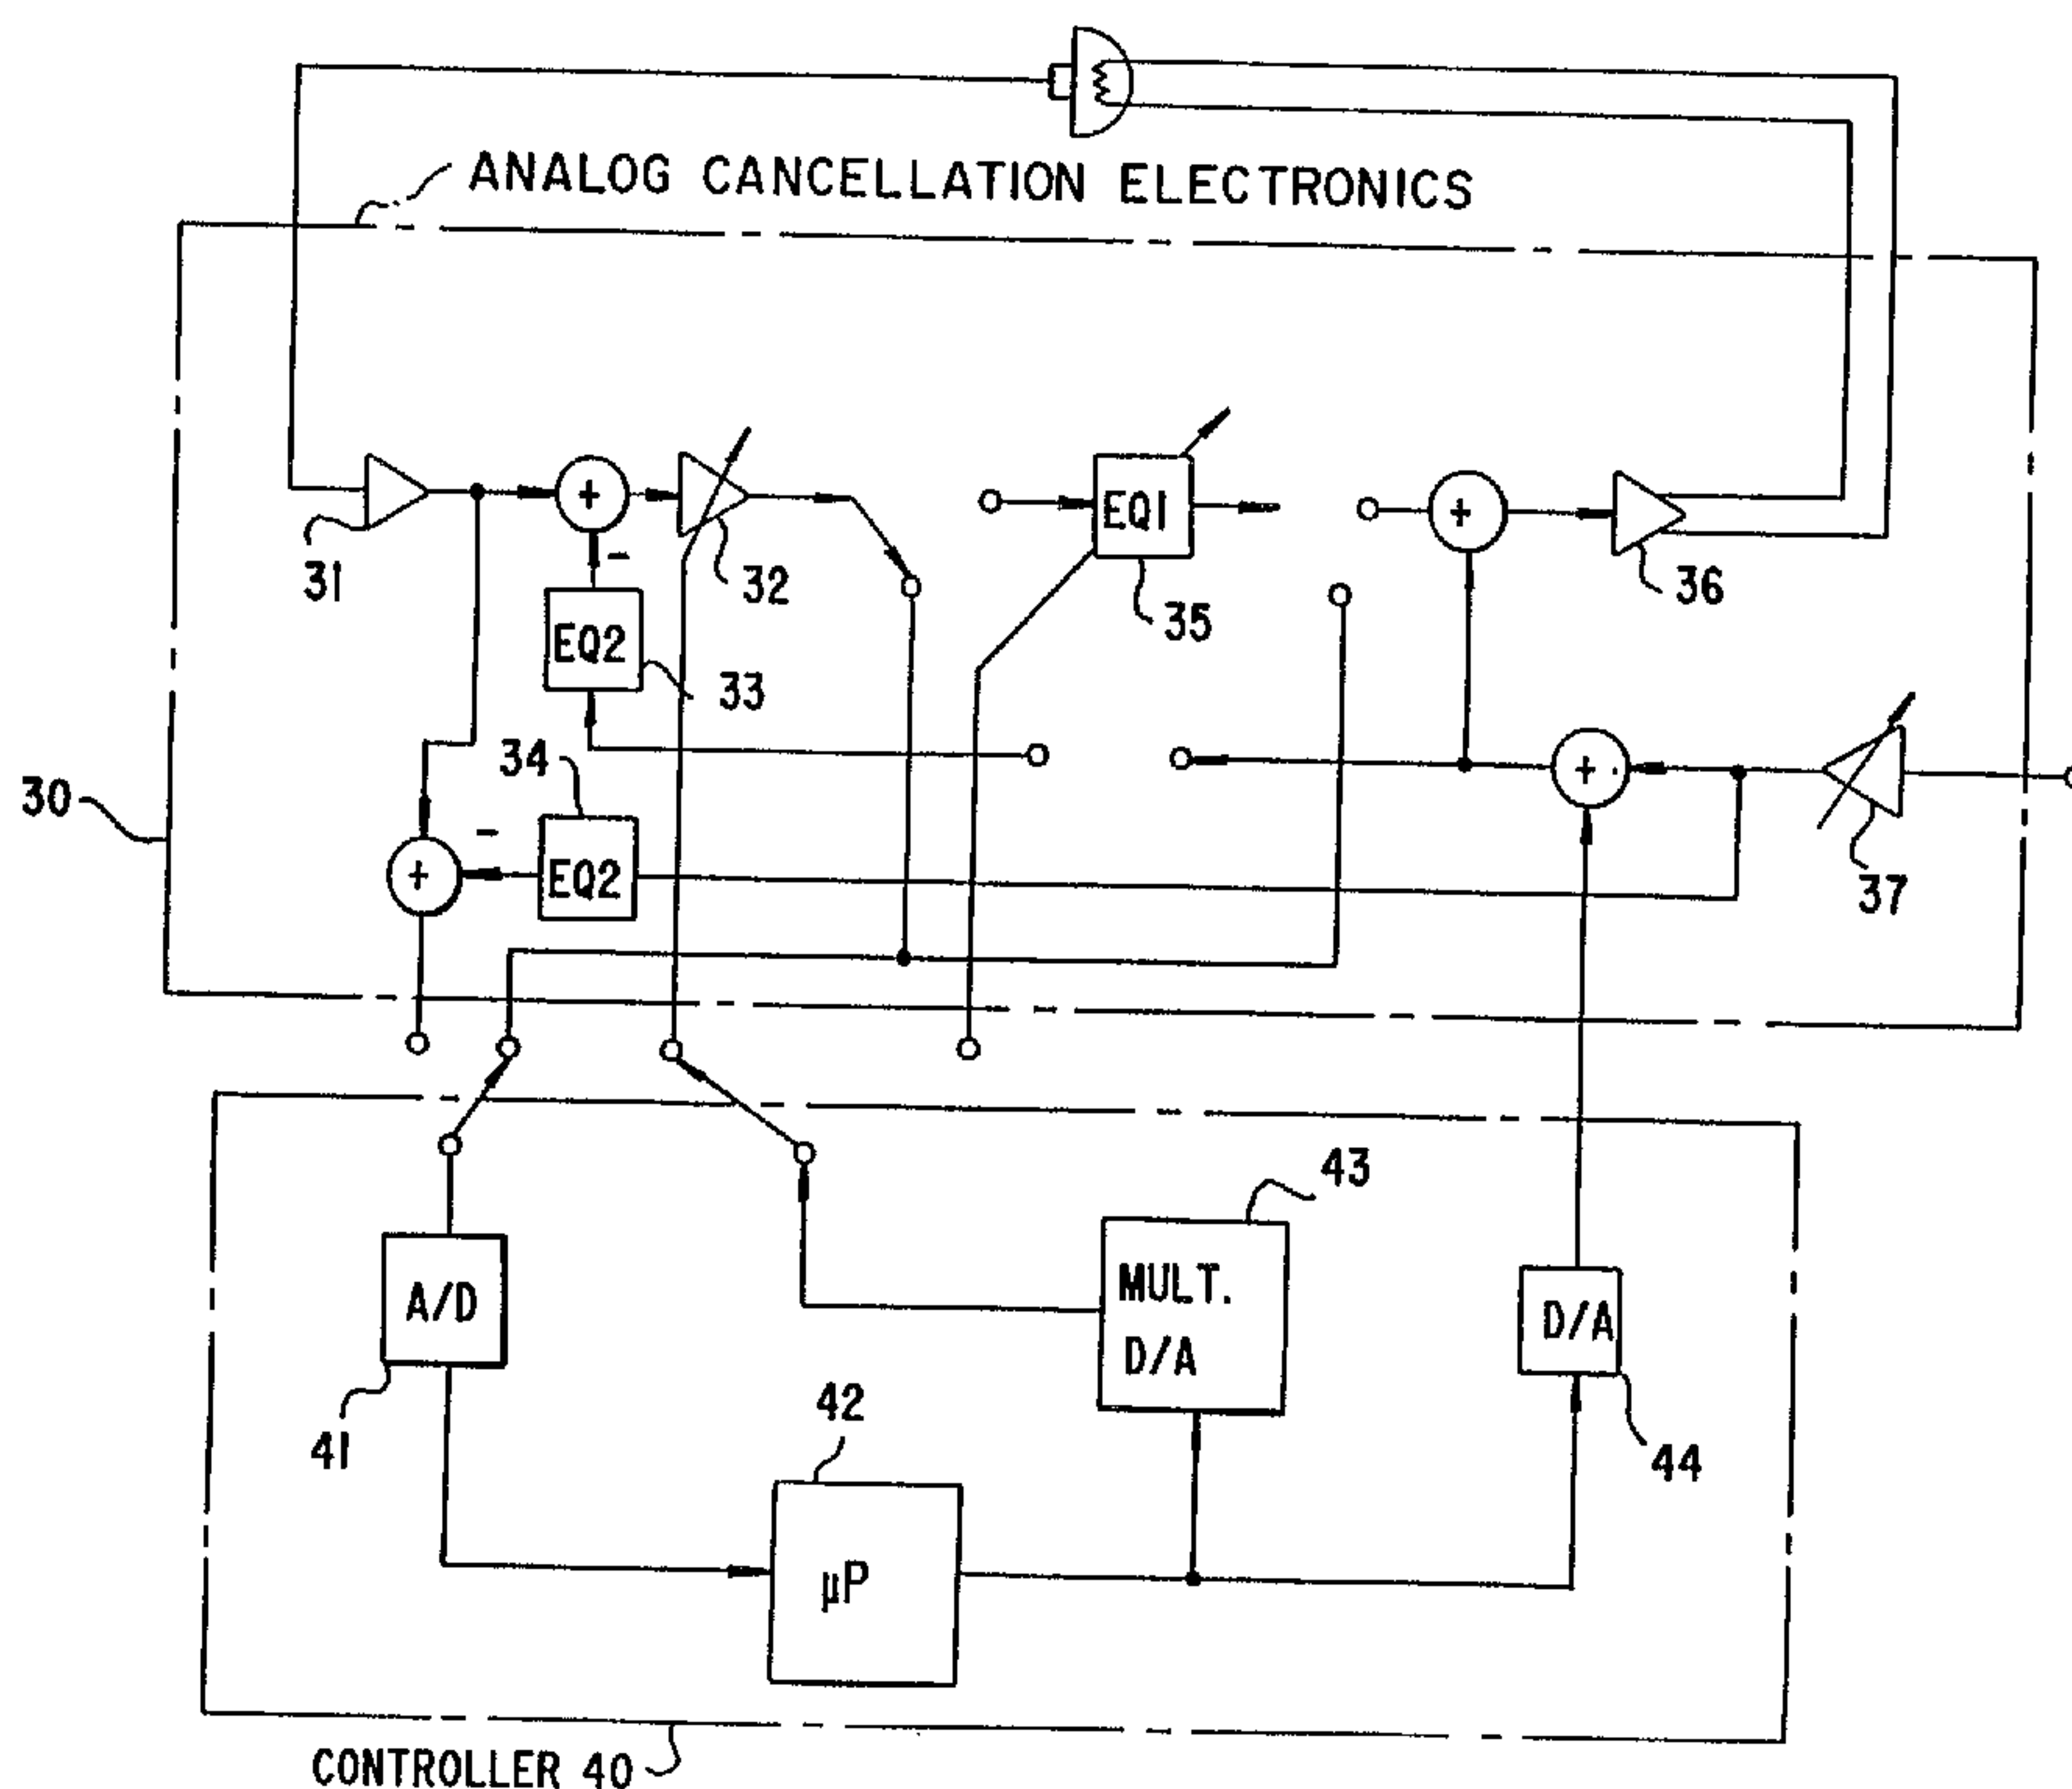 ANALOG CANCELLATION ELECTRONICS
+
+
31
-
32
EQ1
35
36
EQ2
33
34
30
-
+
EQ2
+
37
43
MULT.
D/A
A/D
D/A
42
41
44
µP
CONTROLLER 40